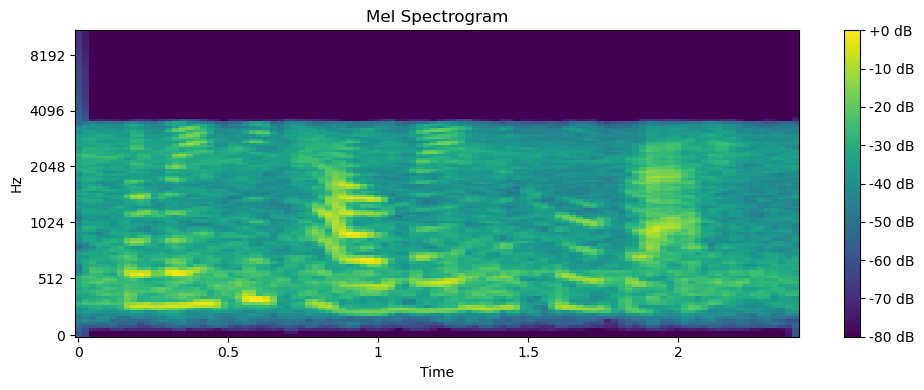 Mel Spectrogram
Hz
8192
4096
2048
1024
512
0
0
0.5
1
1.5
2
Time
+0 dB
-10 dB
-20 dB
-30 dB
-40 dB
-50 dB
-60 dB
-70 dB
-80 dB